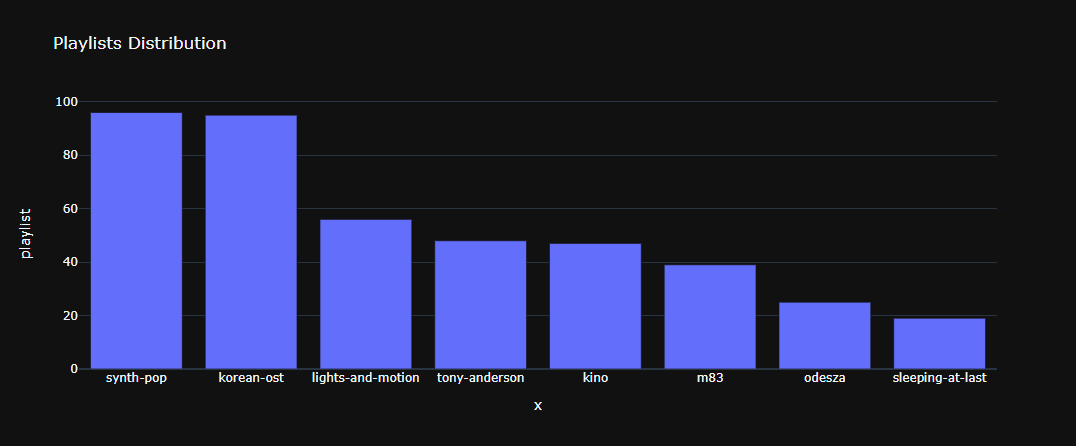 Playlists Distribution
100
80
60
40
20
0
playlist
synth-pop korean-ost lights-and-motion tony-anderson kino m83 odesza sleeping-at-last
x